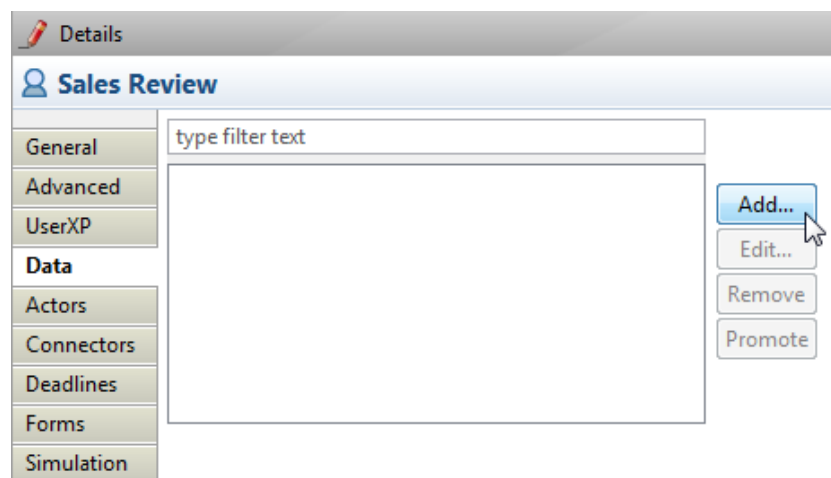 Details
Sales Review
General
Advanced
UserXP
Data
Actors
Connectors
Deadlines
Forms
Simulation
type filter text
Add...
Edit...
Remove
Promote